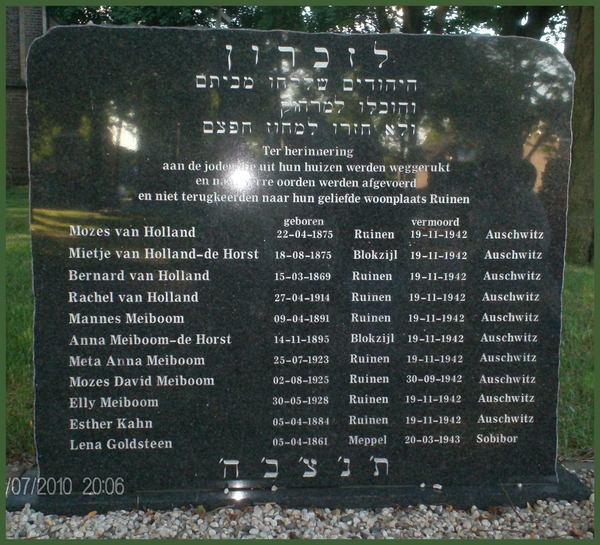 לזכרון
היהודים שלקחו מביתם
והובלו למרחק
ולא חזרו למחוז חפצם
Ter herinnering
aan de joden die uit hun huizen werden weggerukt
en naar verre oorden werden afgevoerd
en niet terugkeerden naar hun geliefde woonplaats Ruinen
geboren vermoord
Mozes van Holland 22-04-1875 Ruinen 19-11-1942 Auschwitz
Mietje van Holland-de Horst 18-08-1875 Blokzijl 19-11-1942 Auschwitz
Bernard van Holland 15-03-1869 Ruinen 19-11-1942 Auschwitz
Rachel van Holland 27-04-1914 Ruinen 19-11-1942 Auschwitz
Mannes Meiboom 09-04-1891 Ruinen 19-11-1942 Auschwitz
Anna Meiboom-de Horst 14-11-1895 Blokzijl 19-11-1942 Auschwitz
Meta Anna Meiboom 25-07-1923 Ruinen 19-11-1942 Auschwitz
Mozes David Meiboom 02-08-1925 Ruinen 30-09-1942 Auschwitz
Elly Meiboom 30-05-1928 Ruinen 19-11-1942 Auschwitz
Esther Kahn 05-04-1884 Ruinen 19-11-1942 Auschwitz
Lena Goldsteen 05-04-1861 Meppel 20-03-1943 Sobibor
ת' נ' צ' ב' ה'
/07/2010 20:06